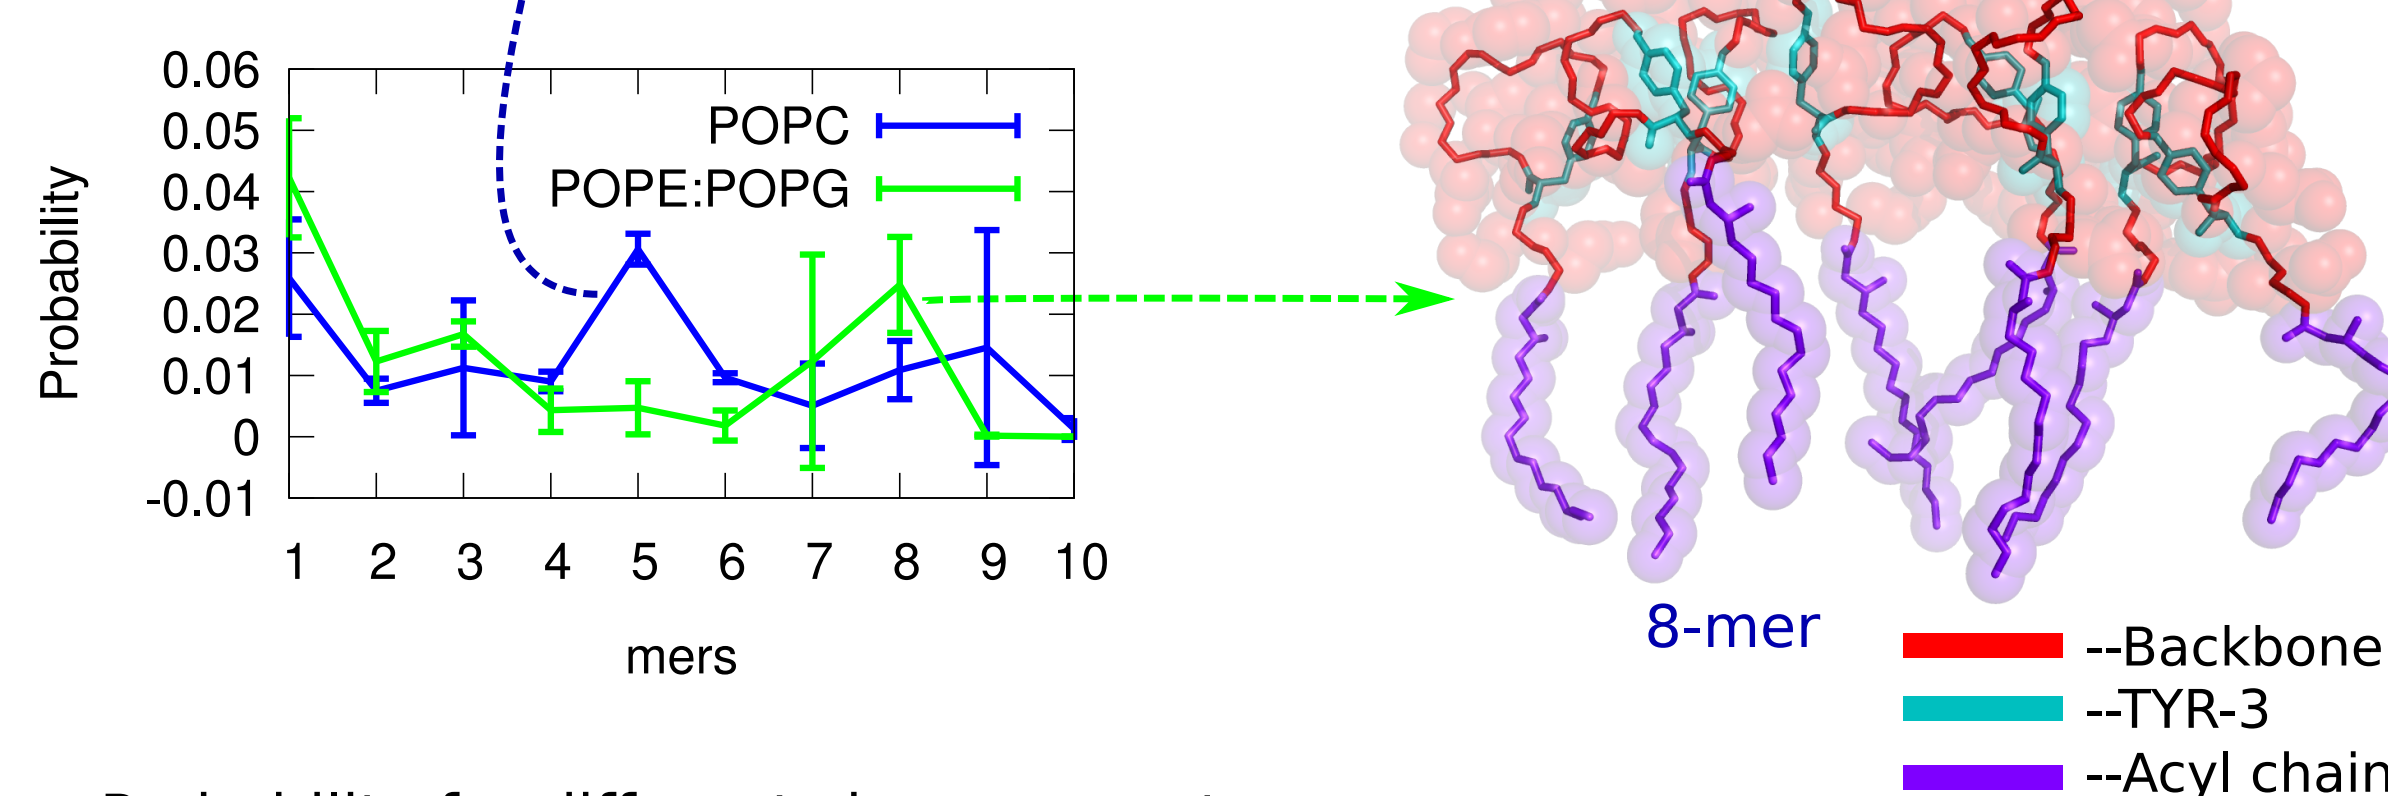 0.06
0.05
0.04
0.03
0.02
0.01
0
-0.01
Probability
POPC
POPE:POPG
1 2 3 4 5 6 7 8 9 10
mers
8-mer
--Backbone
--TYR-3
--Acyl chain